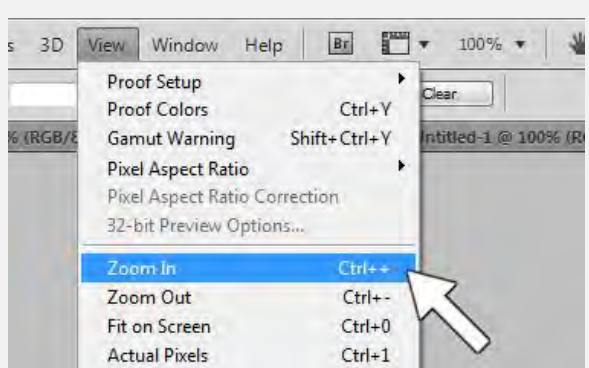 s 3D View Window Help Br 100%
Proof Setup
Clear
Proof Colors Ctrl+Y
% (RGB/8 Gamut Warning Shift+Ctrl+Y Untitled-1 @ 100% (R
Pixel Aspect Ratio
Pixel Aspect Ratio Correction
32-bit Preview Options...
Zoom In Ctrl++
Zoom Out Ctrl+-
Fit on Screen Ctrl+0
Actual Pixels Ctrl+1